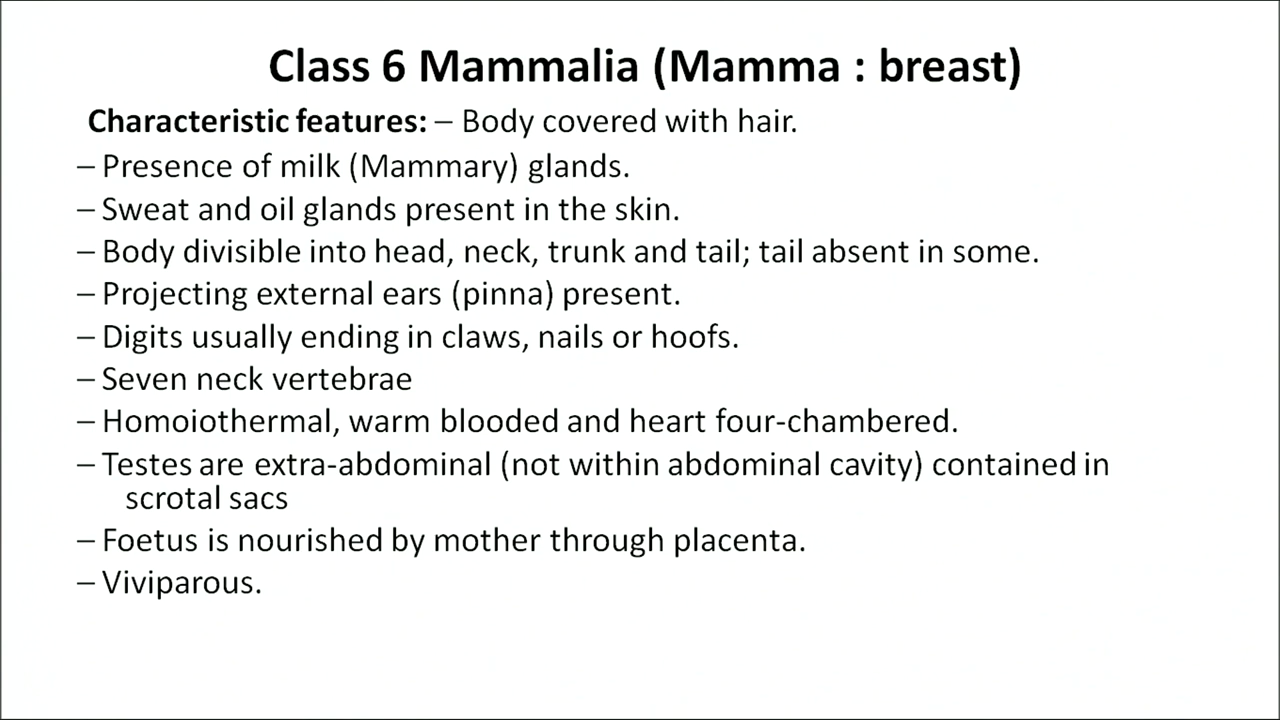 Class 6 Mammalia (Mamma : breast)
Characteristic features: – Body covered with hair.
– Presence of milk (Mammary) glands.
– Sweat and oil glands present in the skin.
– Body divisible into head, neck, trunk and tail; tail absent in some.
– Projecting external ears (pinna) present.
– Digits usually ending in claws, nails or hoofs.
– Seven neck vertebrae
– Homoiothermal, warm blooded and heart four-chambered.
– Testes are extra-abdominal (not within abdominal cavity) contained in
scrotal sacs
– Foetus is nourished by mother through placenta.
– Viviparous.